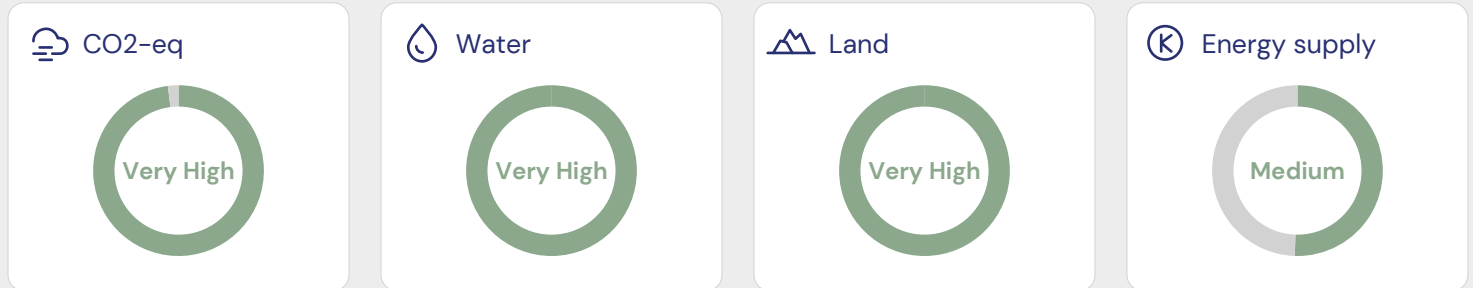 CO2-eq
Very High
Water
Very High
Land
Very High
Energy supply
Medium